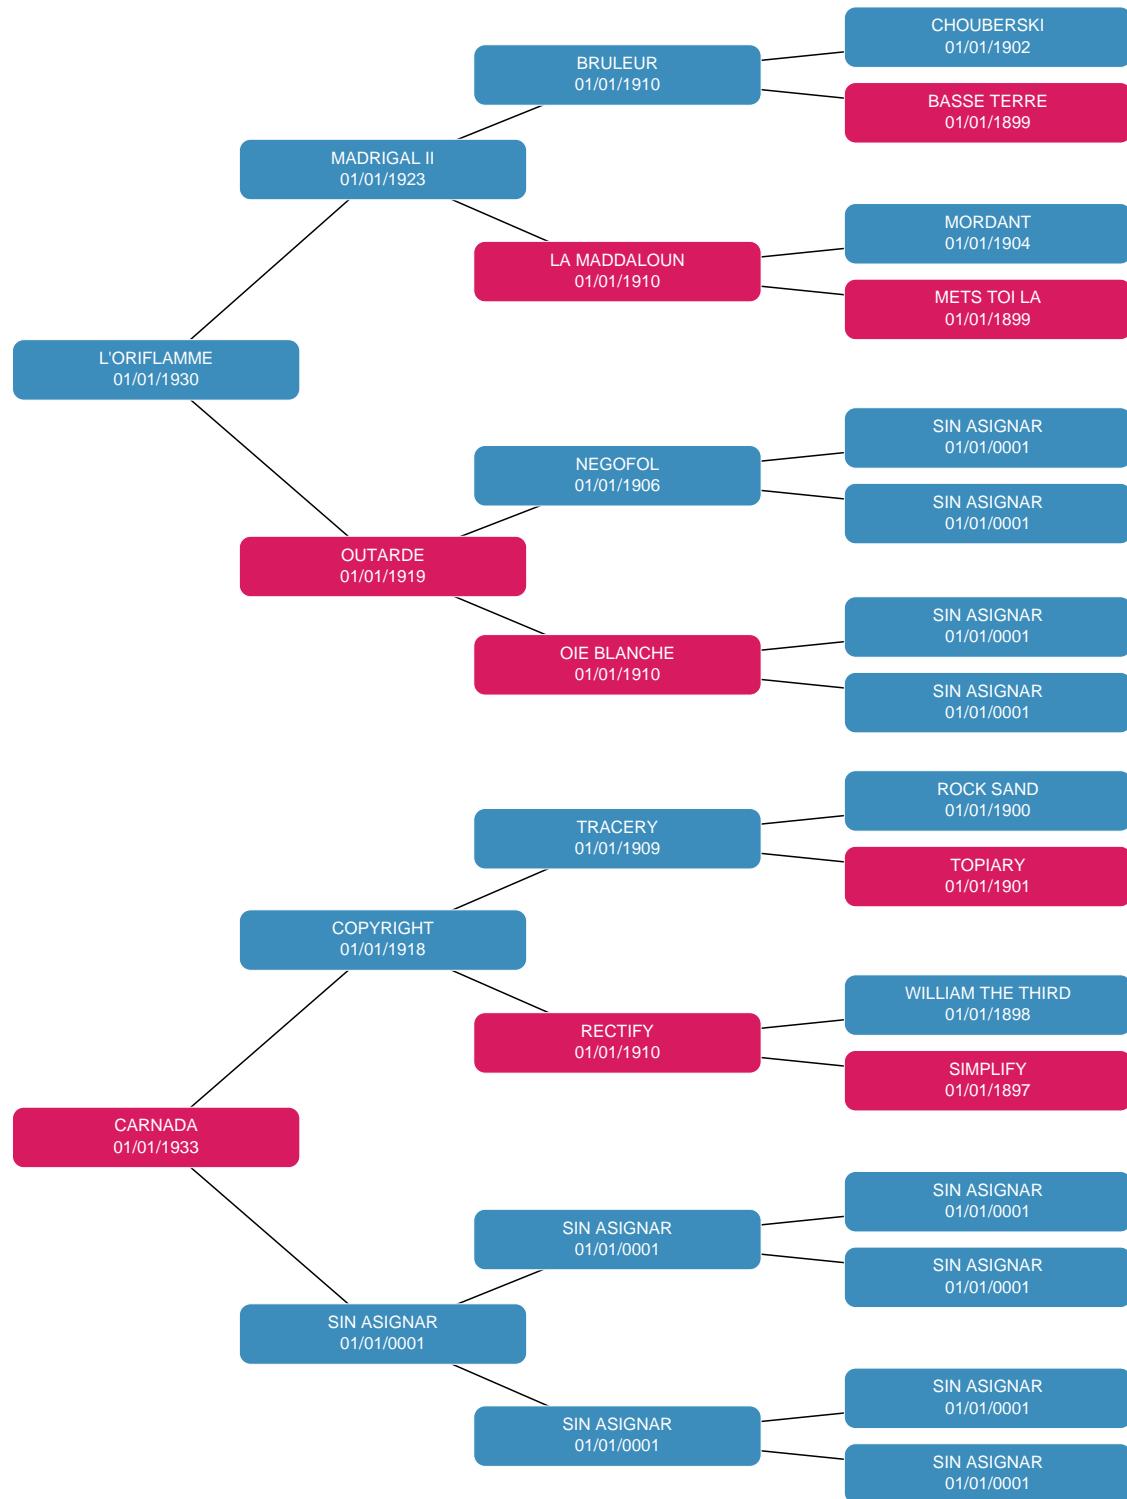 CHOUBERSKI
01/01/1902
BRULEUR
01/01/1910
BASSE TERRE
01/01/1899
MADRIGAL II
01/01/1923
MORDANT
01/01/1904
LA MADDALOUN
01/01/1910
METS TOI LA
01/01/1899
L'ORIFLAMME
01/01/1930
SIN ASIGNAR
01/01/0001
NEGOFOL
01/01/1906
SIN ASIGNAR
01/01/0001
OUTARDE
01/01/1919
SIN ASIGNAR
01/01/0001
OIE BLANCHE
01/01/1910
SIN ASIGNAR
01/01/0001
ROCK SAND
01/01/1900
TRACERY
01/01/1909
TOPIARY
01/01/1901
COPYRIGHT
01/01/1918
WILLIAM THE THIRD
01/01/1898
RECTIFY
01/01/1910
SIMPLIFY
01/01/1897
CARNADA
01/01/1933
SIN ASIGNAR
01/01/0001
SIN ASIGNAR
01/01/0001
SIN ASIGNAR
01/01/0001
SIN ASIGNAR
01/01/0001
SIN ASIGNAR
01/01/0001
SIN ASIGNAR
01/01/0001
SIN ASIGNAR
01/01/0001